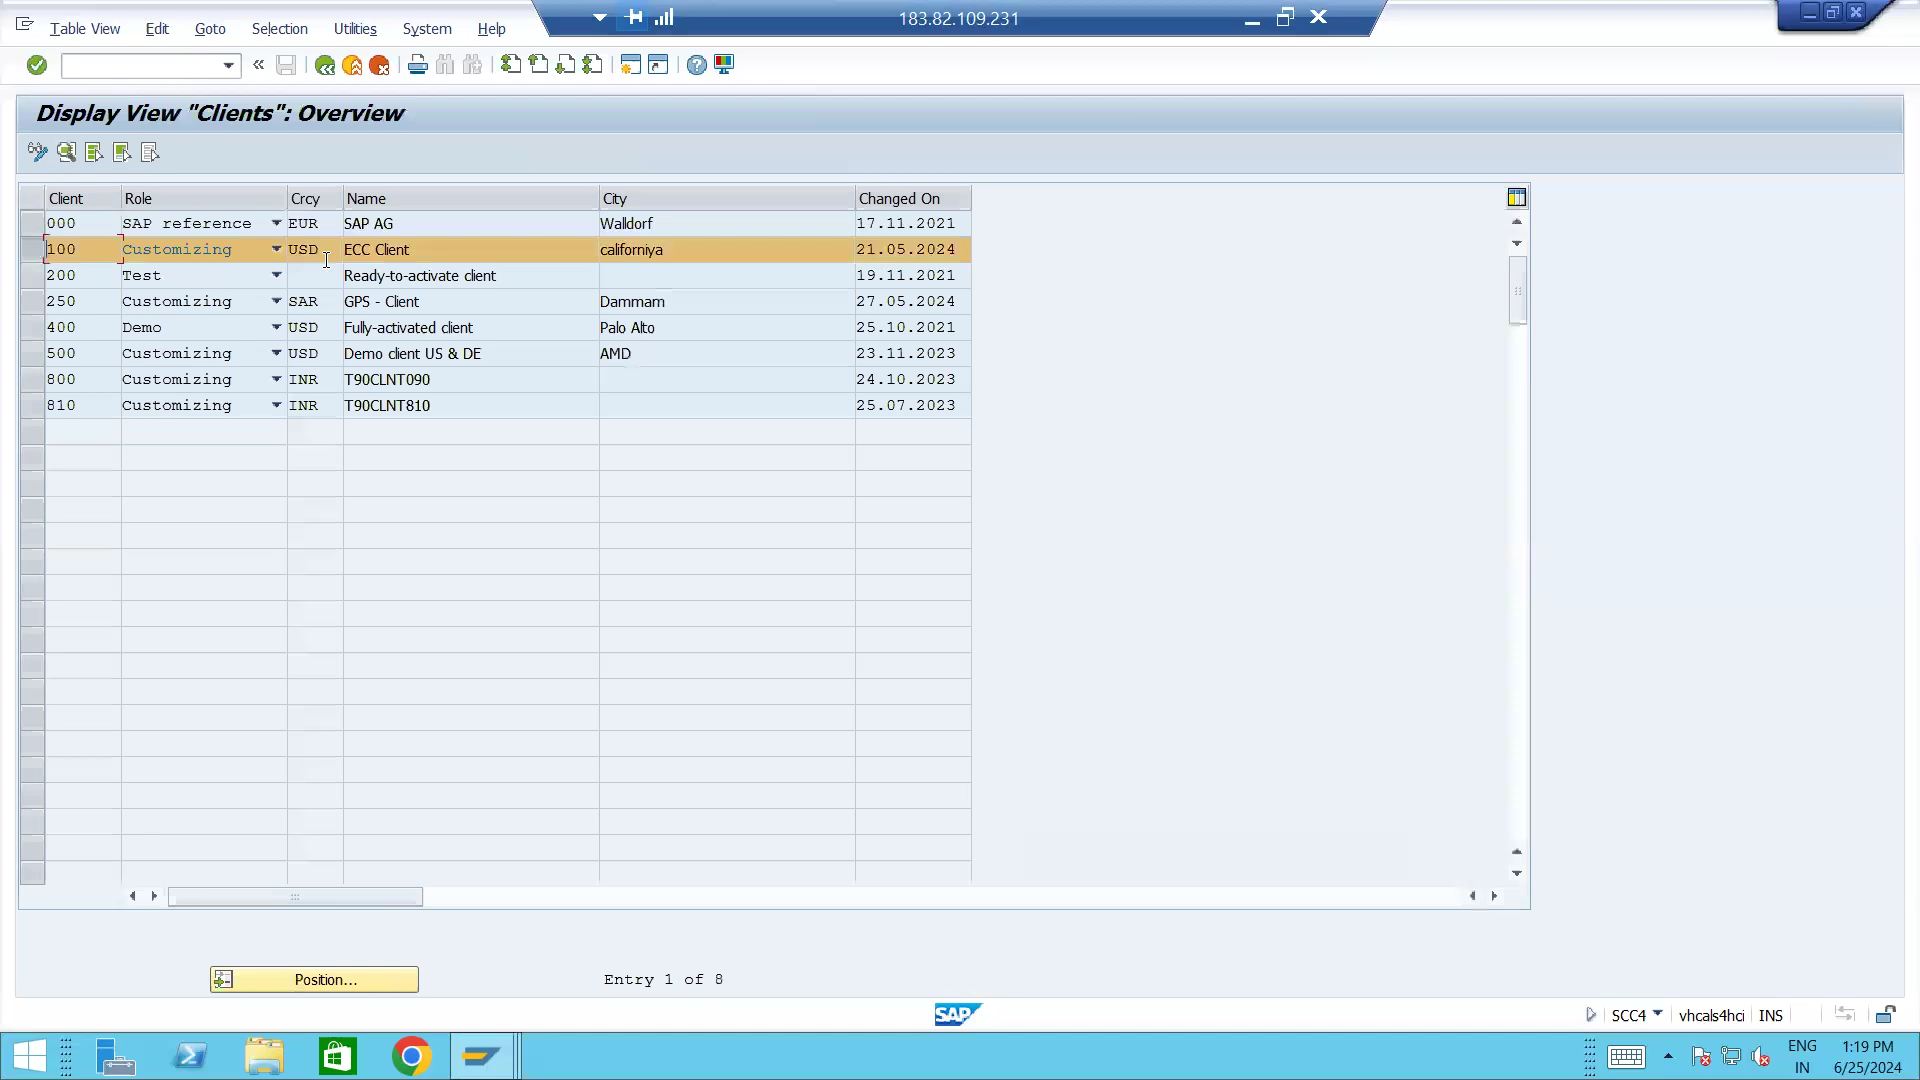 183.82.109.231
Table View Edit Goto Selection Utilities System Help
Display View "Clients": Overview
Client Role Crcy Name City Changed On
000 SAP reference EUR SAP AG Walldorf 17.11.2021
100 Customizing USD ECC Client californiya 21.05.2024
200 Test Ready-to-activate client 19.11.2021
250 Customizing SAR GPS - Client Dammam 27.05.2024
400 Demo USD Fully-activated client Palo Alto 25.10.2021
500 Customizing USD Demo client US & DE AMD 23.11.2023
800 Customizing INR T90CLNT090 24.10.2023
810 Customizing INR T90CLNT810 25.07.2023
Position... Entry 1 of 8
SAP SCC4 vhcals4hci INS
ENG 1:19 PM
IN 6/25/2024